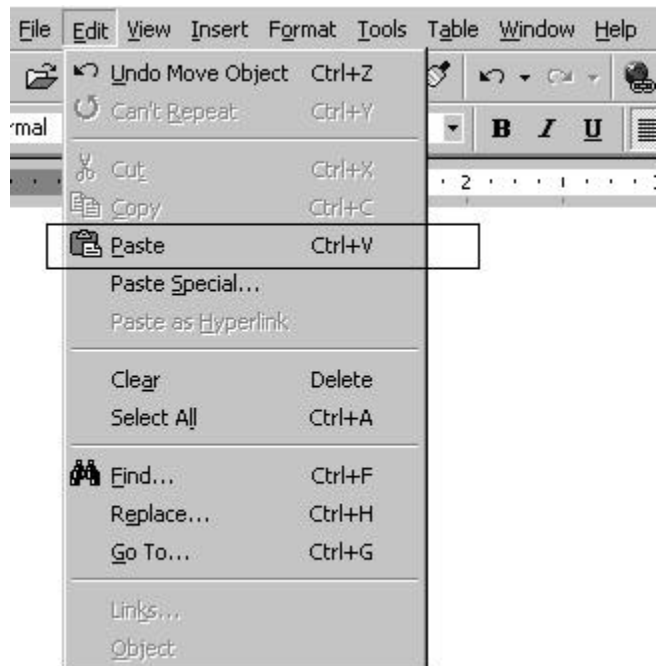 File Edit View Insert Format Tools Table Window Help
Undo Move Object Ctrl+Z
Can't Repeat Ctrl+Y
B I U
Cut Ctrl+X
2
Copy Ctrl+C
Paste Ctrl+V
Paste Special...
Paste as Hyperlink
Clear Delete
Select All Ctrl+A
Find... Ctrl+F
Replace... Ctrl+H
Go To... Ctrl+G
Links...
Object